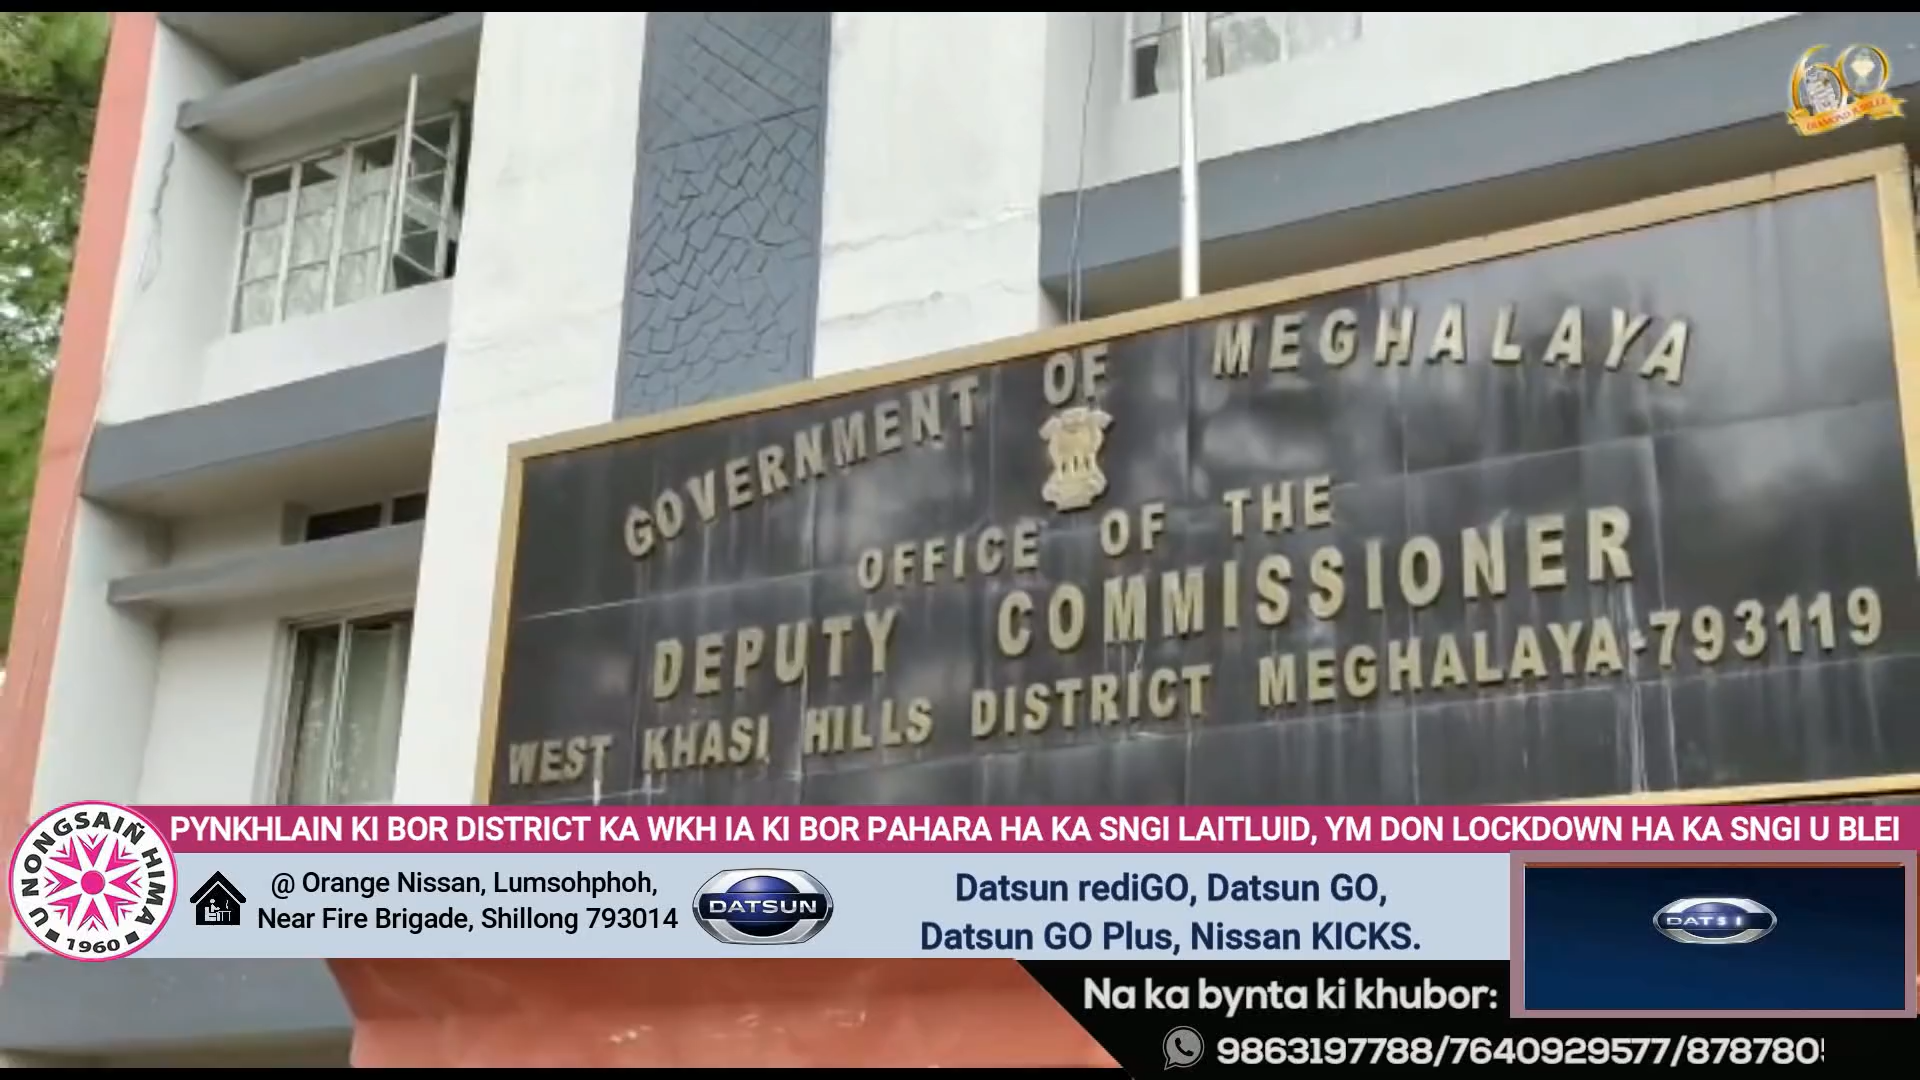 60
DIAMOND JUBILEE
GOVERNMENT OF MEGHALAYA
OFFICE OF THE
DEPUTY COMMISSIONER
WEST KHASI HILLS DISTRICT MEGHALAYA-793119
U NONGSAIÑ HIMA
1960
PYNKHLAIN KI BOR DISTRICT KA WKH IA KI BOR PAHARA HA KA SNGI LAITLUID, YM DON LOCKDOWN HA KA SNGI U BLEI
@ Orange Nissan, Lumsohphoh,
Near Fire Brigade, Shillong 793014
DATSUN
Datsun rediGO, Datsun GO,
Datsun GO Plus, Nissan KICKS.
Na ka bynta ki khubor:
9863197788/7640929577/878780